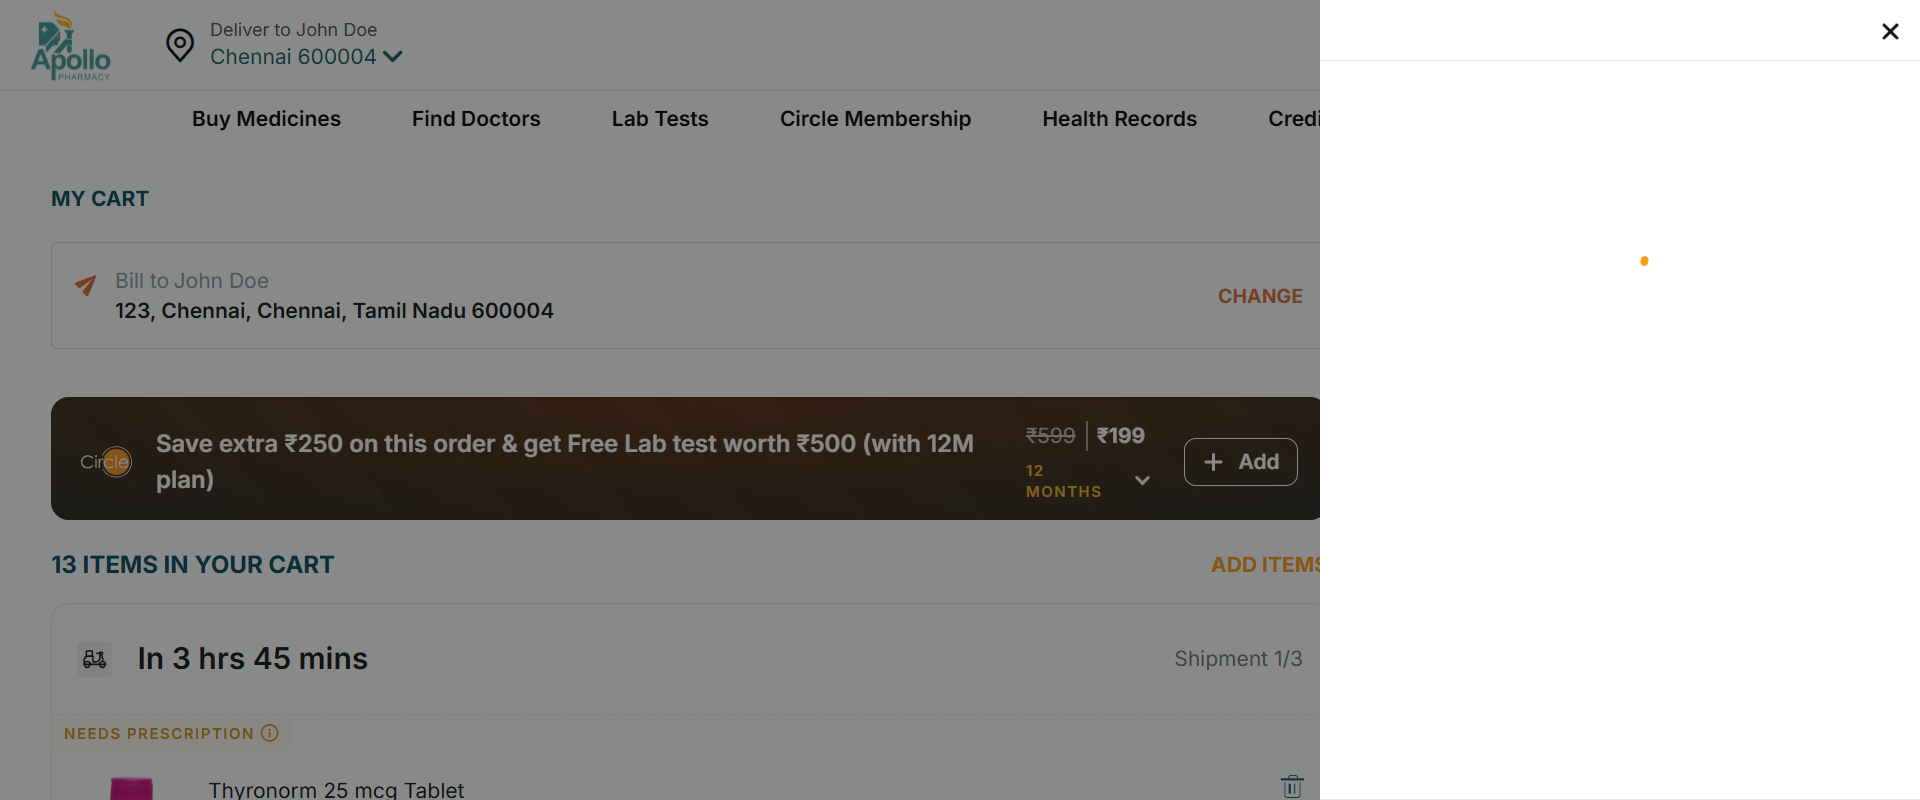 Apollo
PHARMACY
Deliver to John Doe
Chennai 600004
Buy Medicines
Find Doctors
Lab Tests
Circle Membership
Health Records
Credi
MY CART
Bill to John Doe
123, Chennai, Chennai, Tamil Nadu 600004
CHANGE
Circle
Save extra ₹250 on this order & get Free Lab test worth ₹500 (with 12M
plan)
₹599 | ₹199
12
MONTHS
+ Add
13 ITEMS IN YOUR CART
ADD ITEMS
In 3 hrs 45 mins
Shipment 1/3
NEEDS PRESCRIPTION
Thyronorm 25 mcg Tablet